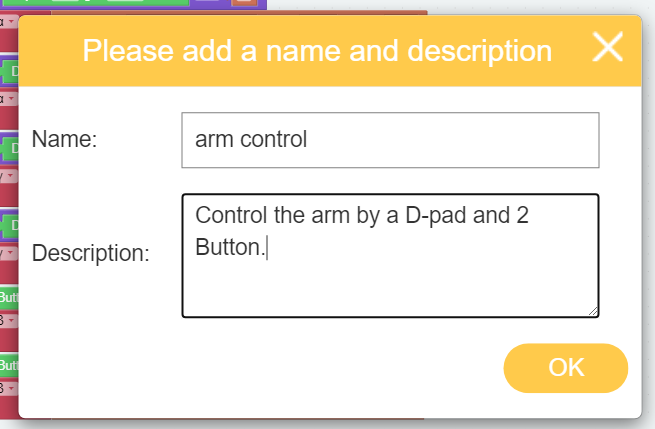 Please add a name and description
Name:
arm control
Control the arm by a D-pad and 2
Button.
Description:
OK